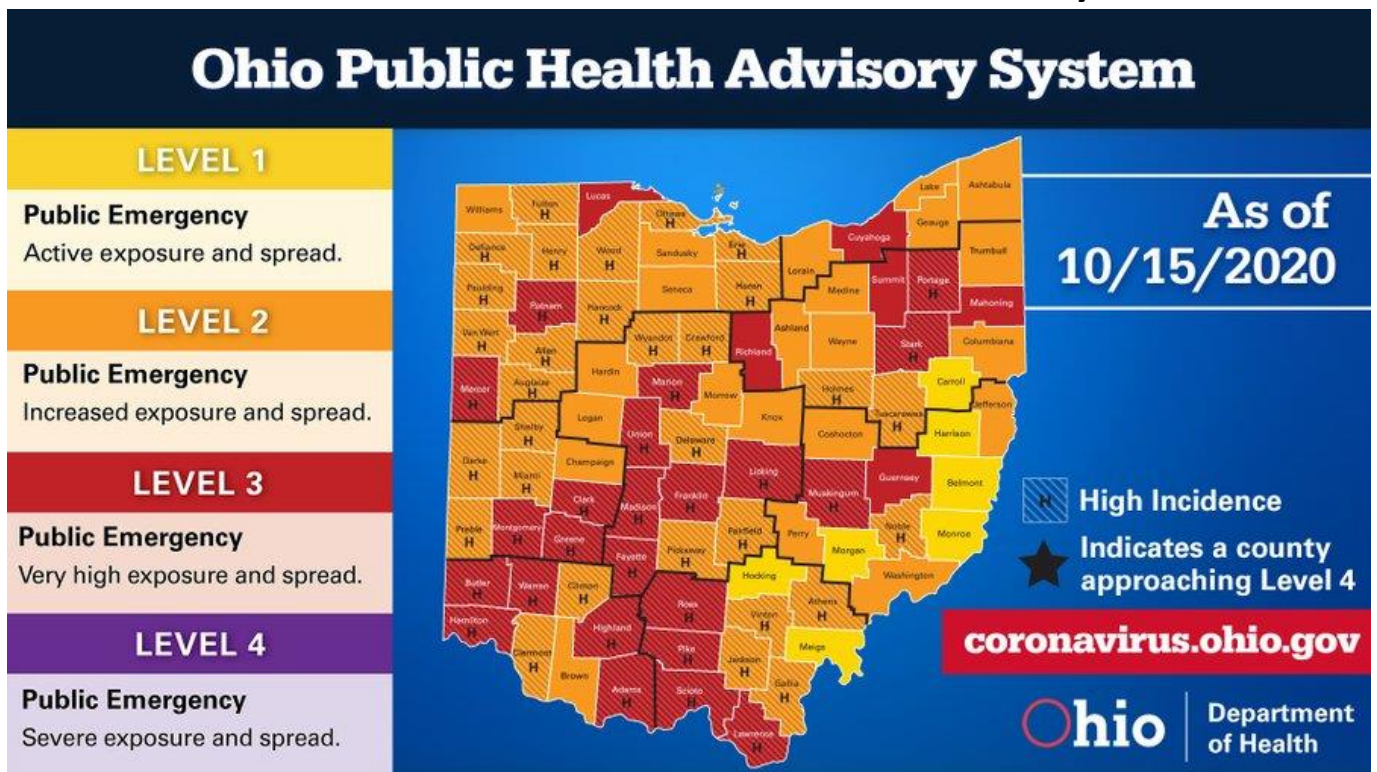 Ohio Public Health Advisory System
LEVEL 1
Public Emergency
Active exposure and spread.
LEVEL 2
Public Emergency
Increased exposure and spread.
LEVEL 3
Public Emergency
Very high exposure and spread.
LEVEL 4
Public Emergency
Severe exposure and spread.
Williams
Fulton
H
Lucas
Ottawa
H
Lake
Ashtabula
Geauga
Cuyahoga
Defiance
H
Henry
H
Wood
H
Sandusky
Erie
H
Lorain
Trumbull
Paulding
H
Putnam
H
Hancock
H
Seneca
Huron
H
Medina
Summit
Portage
H
Mahoning
Van Wert
H
Allen
H
Wyandot
H
Crawford
H
Richland
Ashland
Wayne
Stark
H
Columbiana
Mercer
H
Auglaize
H
Hardin
Marion
H
Morrow
Holmes
H
Tuscarawas
H
Carroll
Jefferson
Shelby
H
Logan
Union
H
Delaware
H
Knox
Coshocton
Harrison
Darke
H
Miami
H
Champaign
Licking
H
Muskingum
H
Guernsey
Belmont
Clark
H
Madison
H
Franklin
H
Preble
H
Montgomery
H
Greene
H
Fayette
H
Pickaway
H
Fairfield
H
Perry
Morgan
Noble
H
Monroe
Washington
Butler
H
Warren
H
Clinton
H
Ross
H
Hocking
Vinton
H
Athens
H
Hamilton
H
Clermont
H
Brown
Highland
H
Pike
H
Jackson
H
Meigs
Adams
H
Scioto
H
Gallia
H
Lawrence
H
As of
10/15/2020
H High Incidence
Indicates a county
approaching Level 4
coronavirus.ohio.gov
Ohio
Department
of Health